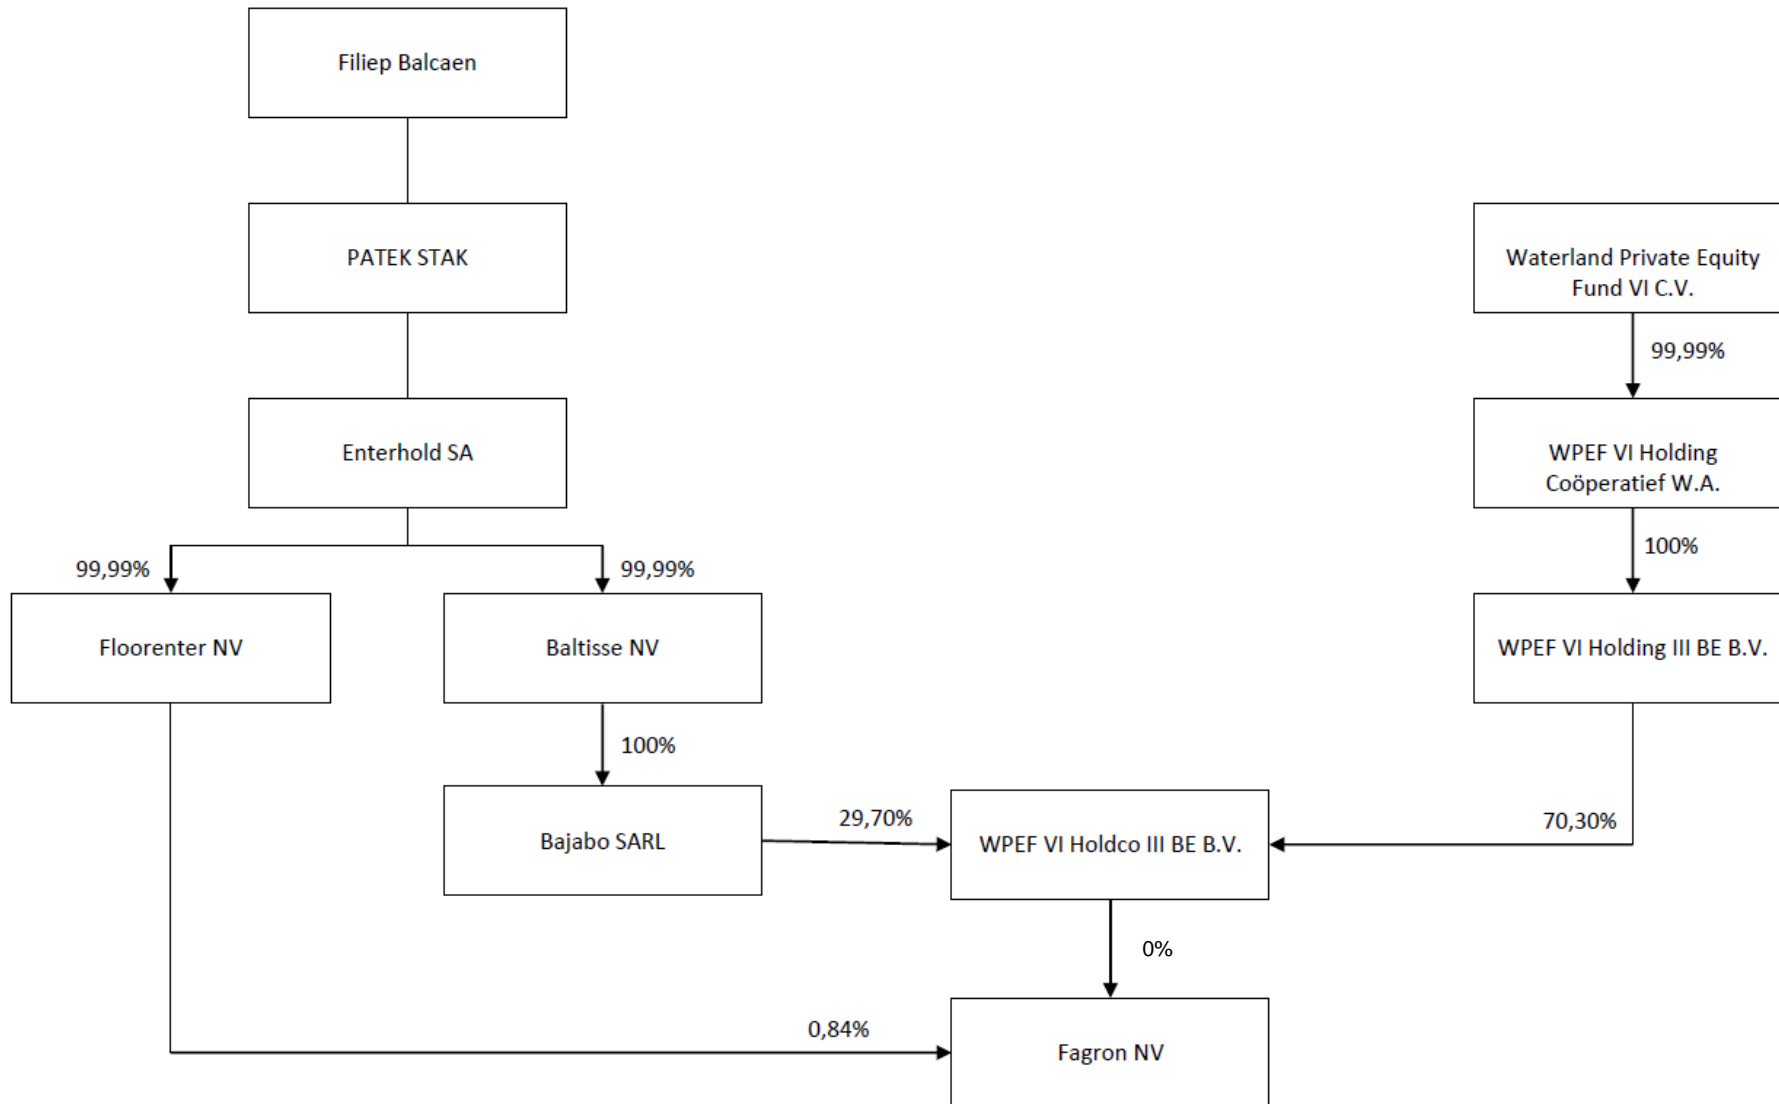 Filiep Balcaen
PATEK STAK
Waterland Private Equity
Fund VI C.V.
99,99%
Enterhold SA
WPEF VI Holding
Coöperatief W.A.
100%
99,99%
99,99%
Floorenter NV
Baltisse NV
WPEF VI Holding III BE B.V.
100%
29,70%
70,30%
Bajabo SARL
WPEF VI Holdco III BE B.V.
0%
0,84%
Fagron NV